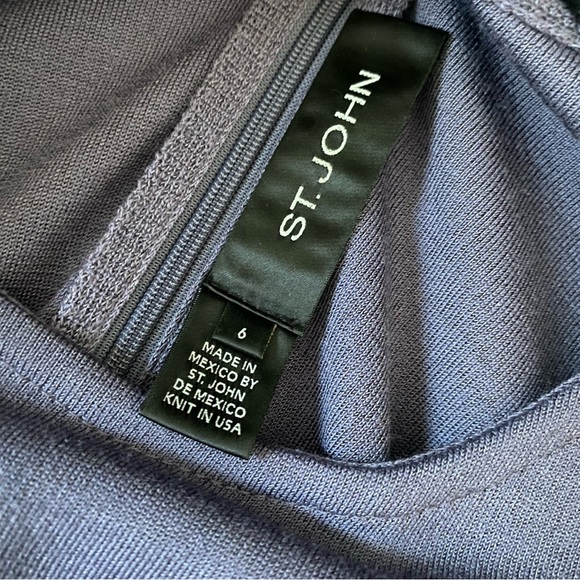 ST. JOHN
6
MADE IN
MEXICO BY
ST. JOHN
DE MEXICO
KNIT IN USA